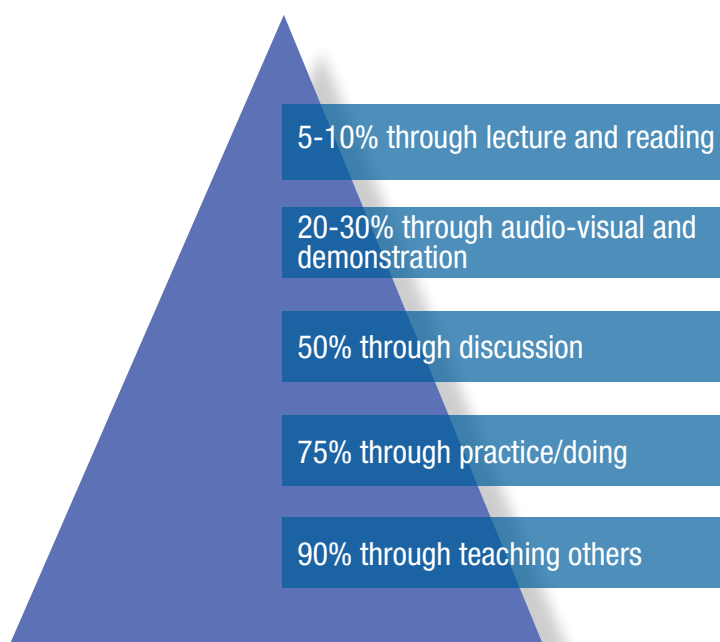 5-10% through lecture and reading
20-30% through audio-visual and
demonstration
50% through discussion
75% through practice/doing
90% through teaching others